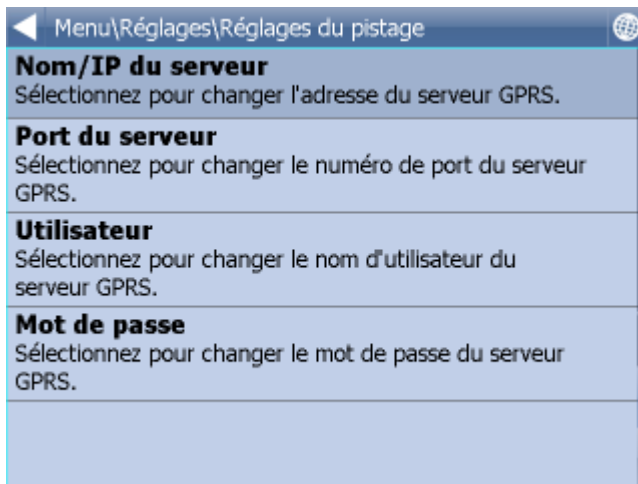 Menu\Réglages\Réglages du pistage
Nom/IP du serveur
Sélectionnez pour changer l'adresse du serveur GPRS.
Port du serveur
Sélectionnez pour changer le numéro de port du serveur
GPRS.
Utilisateur
Sélectionnez pour changer le nom d'utilisateur du
serveur GPRS.
Mot de passe
Sélectionnez pour changer le mot de passe du serveur
GPRS.